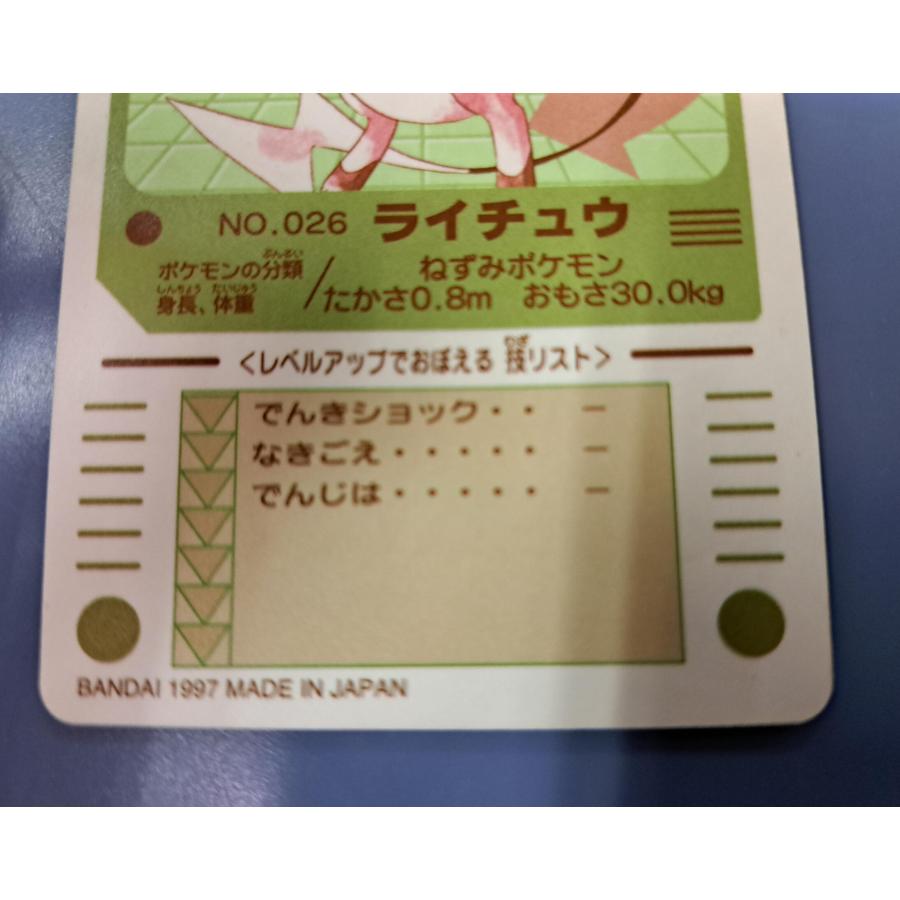 NO.026 ライチュウ
ポケモンの分類 ぶんるい
身長、体重 しんちょう たいじゅう
／
ねずみポケモン
たかさ0.8m おもさ30.0kg
<レベルアップでおぼえる 技リスト> わざ
でんきショック・・ －
なきごえ・・・・・ －
でんじは・・・・・ －
BANDAI 1997 MADE IN JAPAN